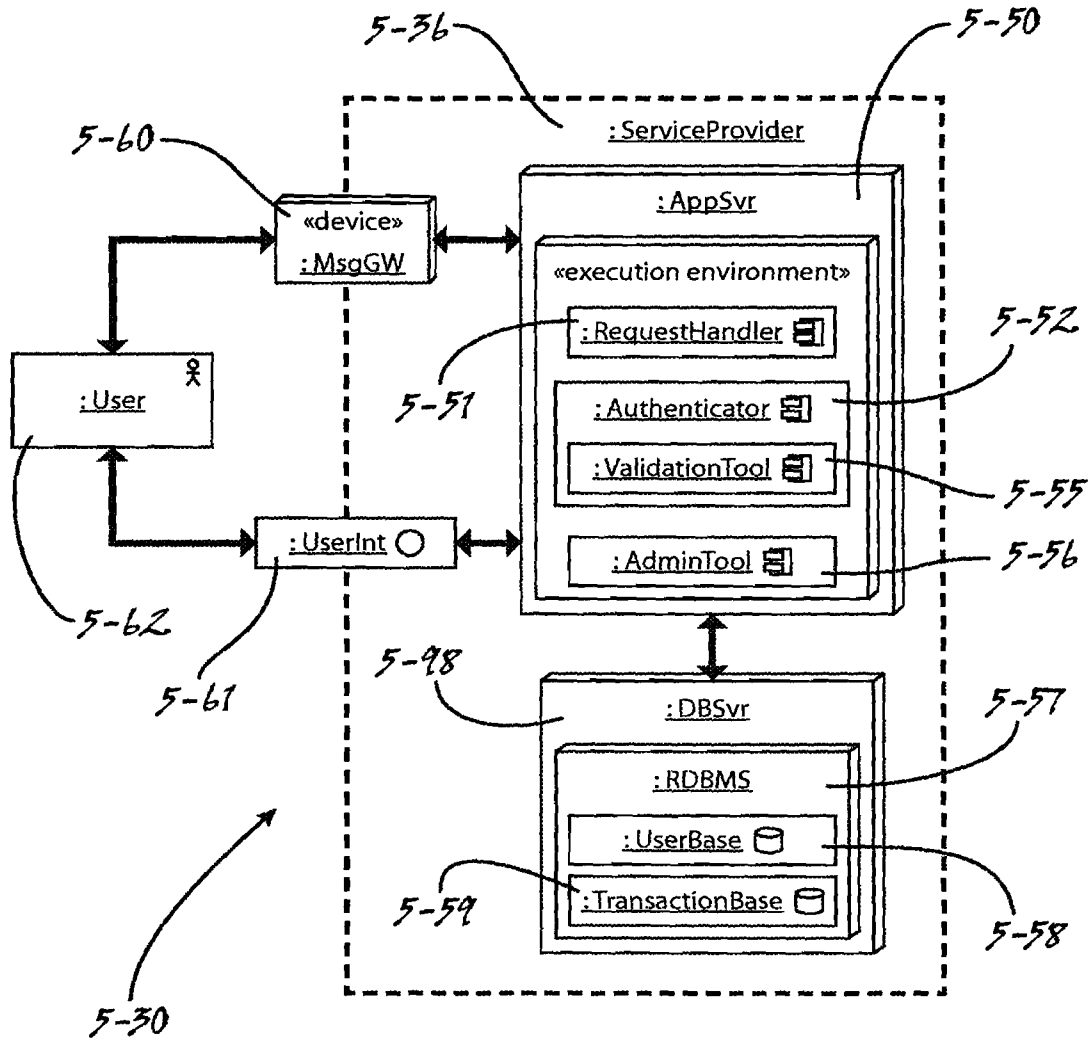 5-36
5-50
5-60
:ServiceProvider
:AppSvr
«device»
:MsgGW
«execution environment»
:RequestHandler
5-52
:User
5-51
:Authenticator
:ValidationTool
5-55
:UserInt
:AdminTool
5-56
5-62
5-61
5-98
:DBSvr
5-57
:RDBMS
:UserBase
5-59
:TransactionBase
5-58
5-30